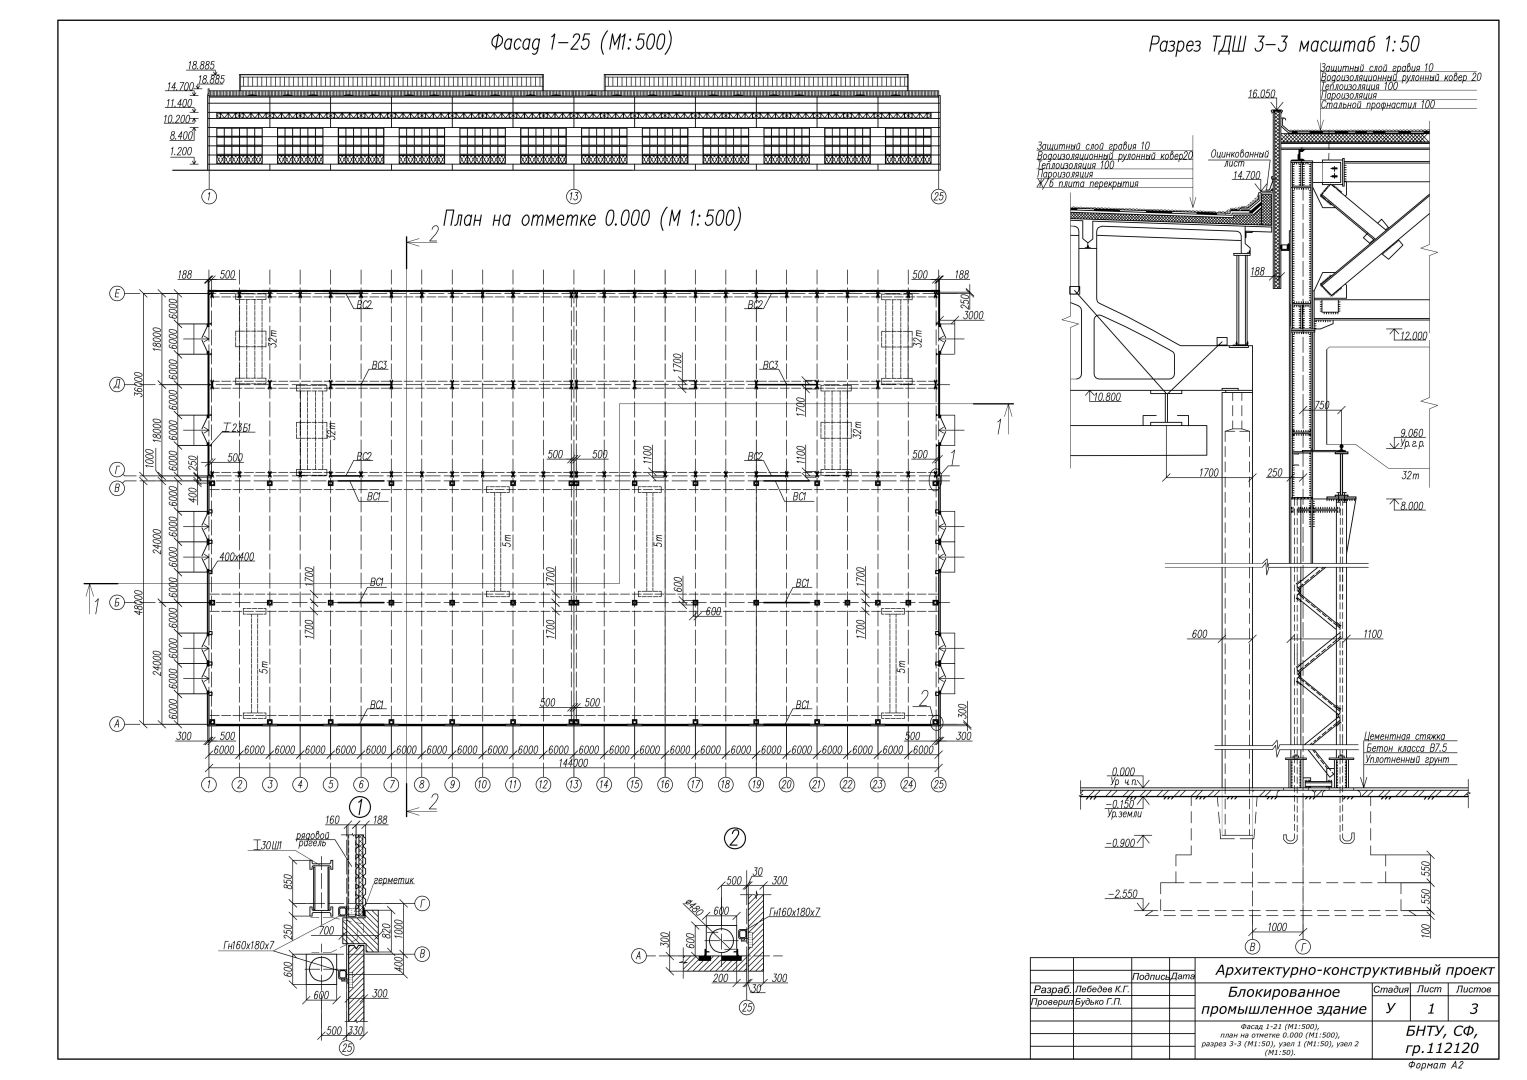 Фасад 1-25 (М1:500)
18.885
18.885
14.700
11.400
10.200
8.400
1.200
1
13
25
План на отметке 0.000 (М 1:500)
2
188
500
500
188
Е
Д
Г
В
Б
А
ВС2
ВС2
250
3000
32т
32т
6000
6000
6000
18000
36000
ВС3
ВС3
1700
1700
32т
32т
6000
6000
6000
18000
I 23Б1
1
1000
250
500
500
500
1100
1100
500
1
ВС2
ВС2
400
ВС1
ВС1
5т
5т
6000
6000
6000
6000
24000
48000
400х400
1
1700
1700
1700
ВС1
ВС1
600
600
1700
1700
1700
5т
5т
6000
6000
6000
6000
24000
500
500
2
ВС1
ВС1
300
300
500
500
300
6000 6000 6000 6000 6000 6000 6000 6000 6000 6000 6000 6000 6000 6000 6000 6000 6000 6000 6000 6000 6000 6000 6000 6000
144000
1 2 3 4 5 6 7 8 9 10 11 12 13 14 15 16 17 18 19 20 21 22 23 24 25
2
1
160
188
рядовой
ригель
I30Ш1
850
герметик
Г
250
700
820
1000
Гн160х180х7
В
600
400
600
300
500
330
25
2
30
500
300
ø480
600
Гн160х180х7
600
300
А
200
300
30
25
Разрез ТДШ 3-3 масштаб 1:50
Защитный слой гравия 10
Водоизоляционный рулонный ковер 20
Теплоизоляция 100
Пароизоляция
Стальной профнастил 100
16.050
Защитный слой гравия 10
Водоизоляционный рулонный ковер20
Теплоизоляция 100
Пароизоляция
Ж/б плита перекрытия
Оцинкованный
лист
14.700
188
12.000
10.800
750
9.060
Ур.г.р.
32т
1700
250
8.000
600
1100
Цементная стяжка
Бетон класса В7.5
Уплотненный грунт
0.000
Ур. ч.п.
-0.150
Ур.земли
-0.900
-2.550
550
550
100
1000
В
Г
Подпись
Дата
Архитектурно-конструктивный проект
Разраб.
Лебедев К.Г.
Проверил
Будько Г.П.
Блокированное
промышленное здание
Стадия
Лист
Листов
У
1
3
Фасад 1-21 (М1:500),
план на отметке 0.000 (М1:500),
разрез 3-3 (М1:50), узел 1 (М1:50), узел 2
(М1:50).
БНТУ, СФ,
гр.112120
Формат А2